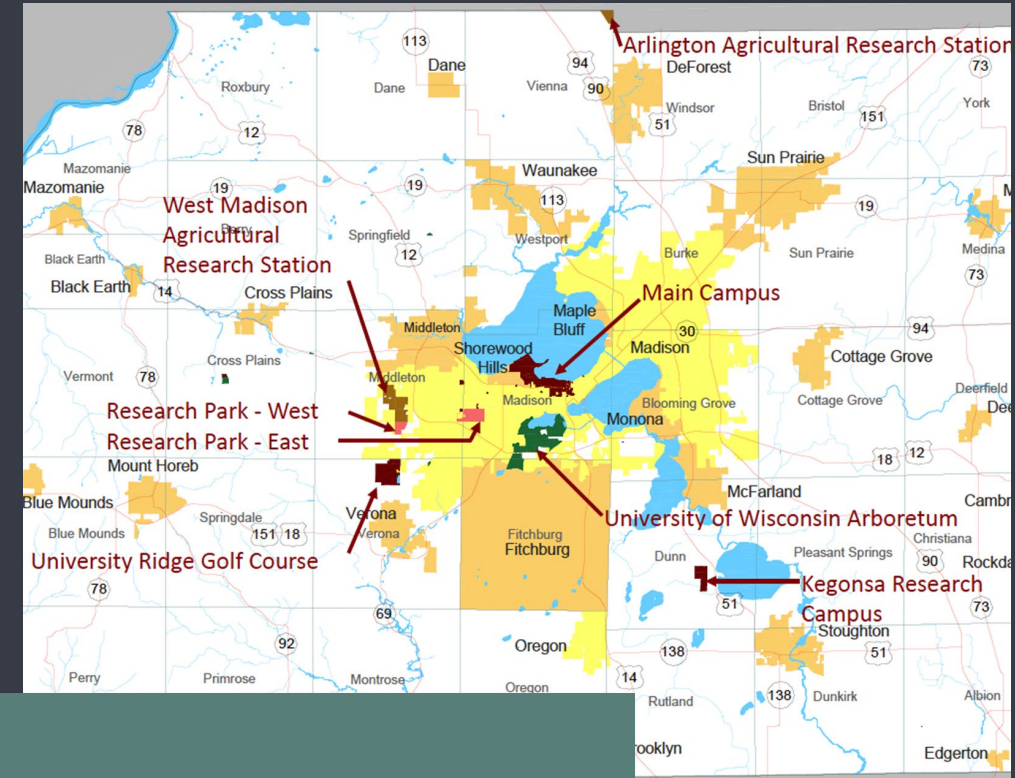 Arlington Agricultural Research Station
113
94
Dane
DeForest
73
Roxbury
Dane
Vienna
90
Windsor
Bristol
York
78
12
51
151
Sun Prairie
Mazomanie
Mazomanie
19
19
Waunakee
113
19
West Madison
Agricultural
Research Station
Berry
Springfield
Westport
12
Burke
Sun Prairie
Medina
73
Black Earth
Black Earth
14
Cross Plains
Main Campus
Maple
Bluff
Middleton
30
94
Shorewood
Hills
Madison
Cottage Grove
Cross Plains
Vermont
78
Middleton
Madison
Blooming Grove
Cottage Grove
Deerfield
Monona
Research Park - West
Research Park - East
Mount Horeb
18
12
Blue Mounds
McFarland
Verona
Springdale
University of Wisconsin Arboretum
Blue Mounds
151
18
Verona
Fitchburg
Fitchburg
Christiana
University Ridge Golf Course
Dunn
Pleasant Springs
90
78
Kegonsa Research
Campus
51
73
69
92
Oregon
Stoughton
138
51
Perry
Primrose
Montrose
Oregon
14
Rutland
138
Dunkirk
Albion
Edgerton